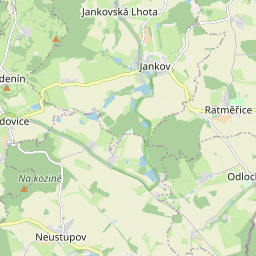 Jankovská Lhota
Jankov
denín
Ratměřice
dovice
Na kozině
Odloch
Neustupov